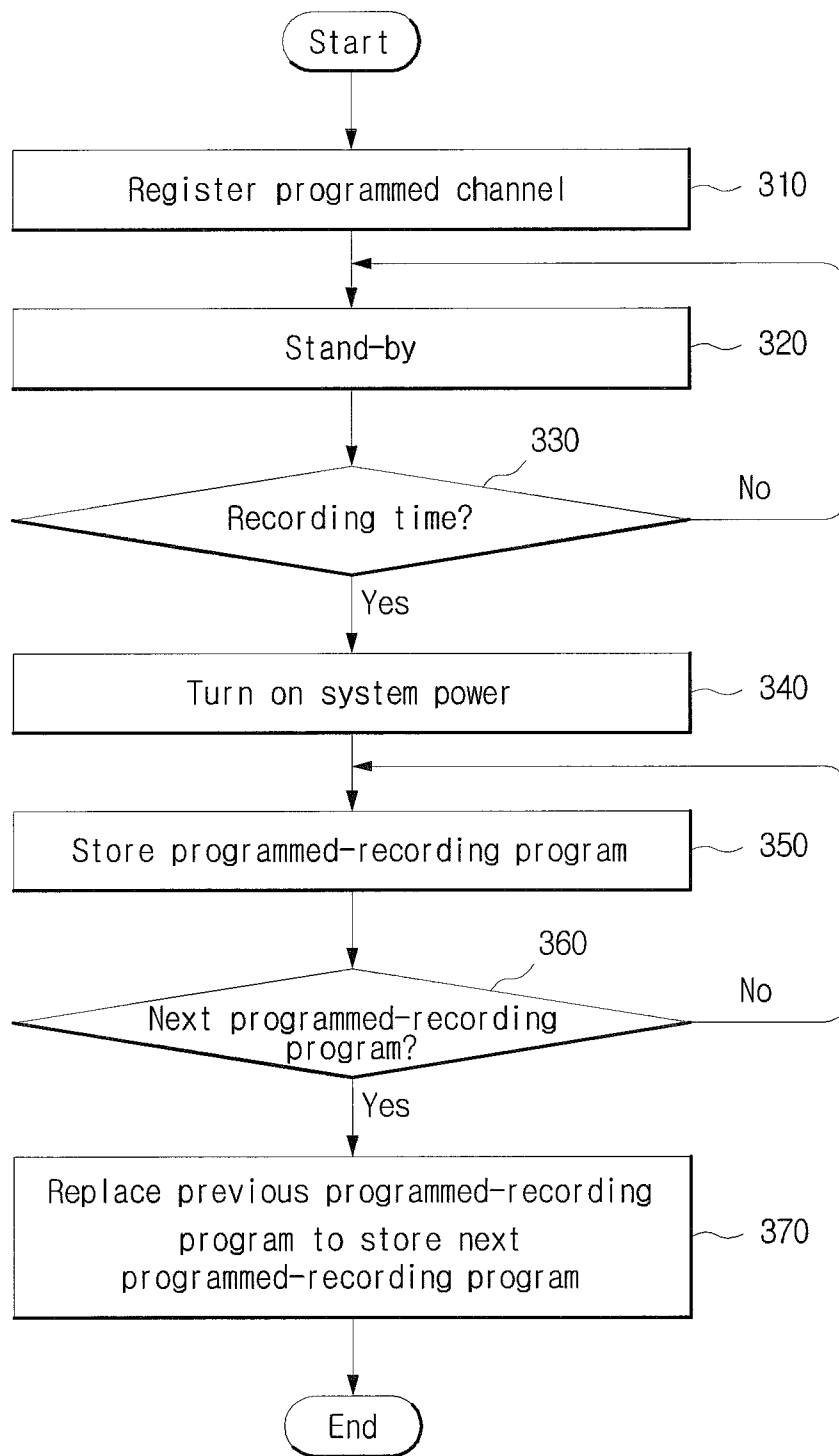 Start
Register programmed channel
310
Stand-by
320
330
Recording time?
No
Yes
Turn on system power
340
Store programmed-recording program
350
360
Next programmed-recording
program?
No
Yes
Replace previous programmed-recording
program to store next
programmed-recording program
370
End